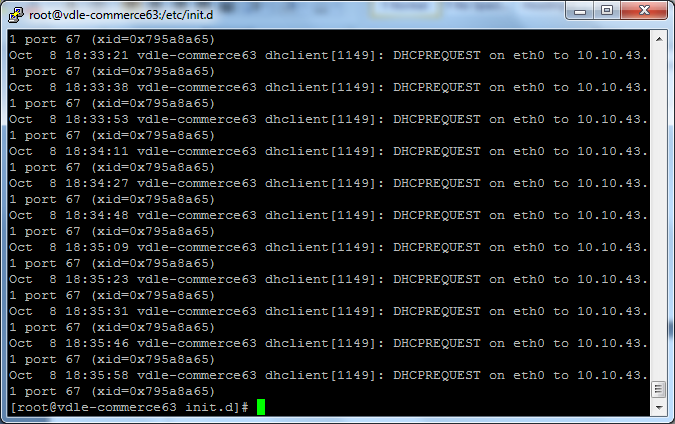 root@vdle-commerce63:/etc/init.d
1 port 67 (xid=0x795a8a65)
Oct  8 18:33:21 vdle-commerce63 dhclient[1149]: DHCPREQUEST on eth0 to 10.10.43.
1 port 67 (xid=0x795a8a65)
Oct  8 18:33:38 vdle-commerce63 dhclient[1149]: DHCPREQUEST on eth0 to 10.10.43.
1 port 67 (xid=0x795a8a65)
Oct  8 18:33:53 vdle-commerce63 dhclient[1149]: DHCPREQUEST on eth0 to 10.10.43.
1 port 67 (xid=0x795a8a65)
Oct  8 18:34:11 vdle-commerce63 dhclient[1149]: DHCPREQUEST on eth0 to 10.10.43.
1 port 67 (xid=0x795a8a65)
Oct  8 18:34:27 vdle-commerce63 dhclient[1149]: DHCPREQUEST on eth0 to 10.10.43.
1 port 67 (xid=0x795a8a65)
Oct  8 18:34:48 vdle-commerce63 dhclient[1149]: DHCPREQUEST on eth0 to 10.10.43.
1 port 67 (xid=0x795a8a65)
Oct  8 18:35:09 vdle-commerce63 dhclient[1149]: DHCPREQUEST on eth0 to 10.10.43.
1 port 67 (xid=0x795a8a65)
Oct  8 18:35:23 vdle-commerce63 dhclient[1149]: DHCPREQUEST on eth0 to 10.10.43.
1 port 67 (xid=0x795a8a65)
Oct  8 18:35:31 vdle-commerce63 dhclient[1149]: DHCPREQUEST on eth0 to 10.10.43.
1 port 67 (xid=0x795a8a65)
Oct  8 18:35:46 vdle-commerce63 dhclient[1149]: DHCPREQUEST on eth0 to 10.10.43.
1 port 67 (xid=0x795a8a65)
Oct  8 18:35:58 vdle-commerce63 dhclient[1149]: DHCPREQUEST on eth0 to 10.10.43.
1 port 67 (xid=0x795a8a65)
[root@vdle-commerce63 init.d]#